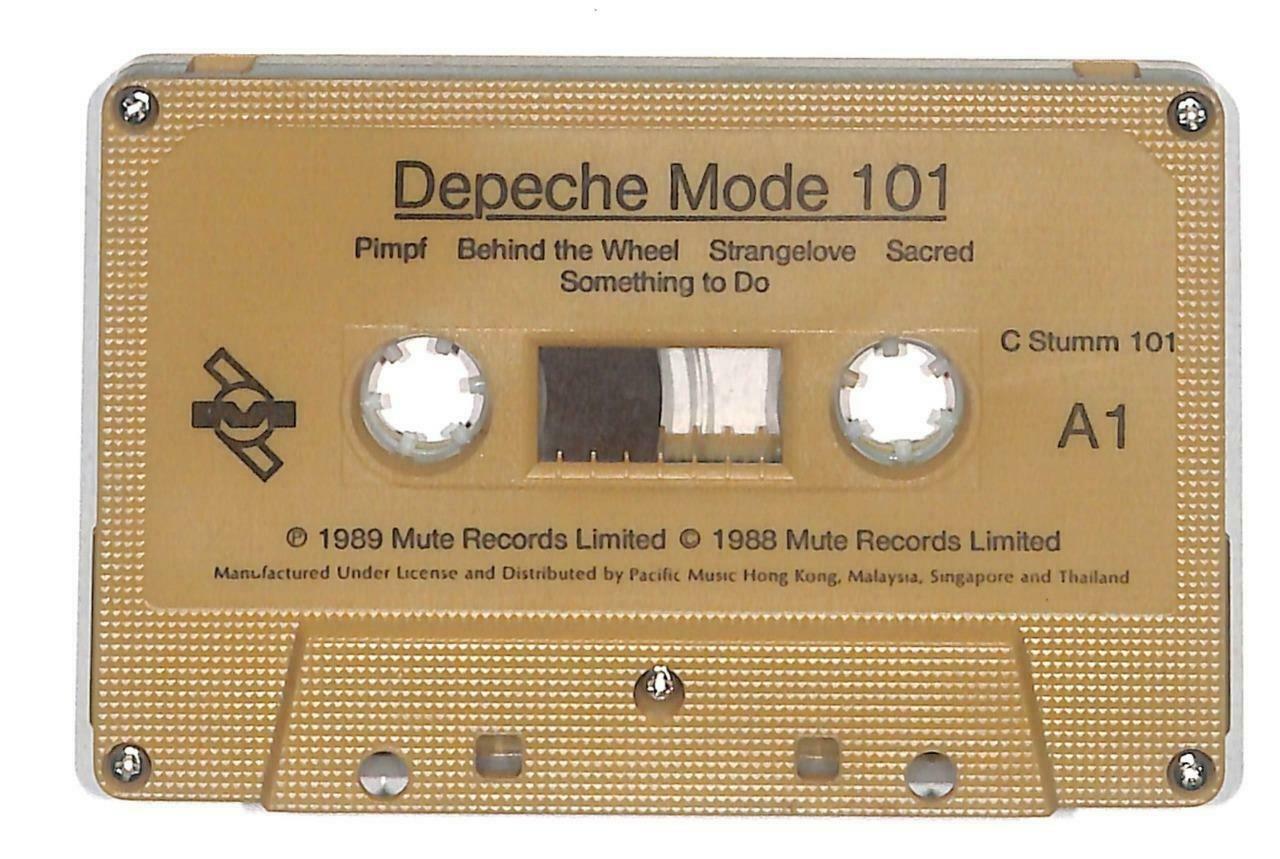 Depeche Mode 101
Pimpf Behind the Wheel Strangelove Sacred
Something to Do
C Stumm 101
A1
℗ 1989 Mute Records Limited © 1988 Mute Records Limited
Manufactured Under License and Distributed by Pacific Music Hong Kong, Malaysia, Singapore and Thailand